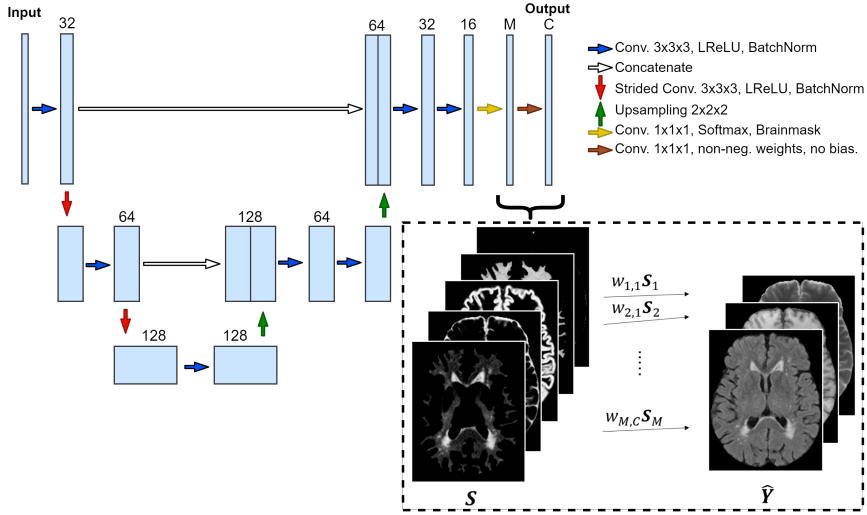 Input
Output
32
64
32
16
M
C
Conv. 3x3x3, LReLU, BatchNorm
Concatenate
Strided Conv. 3x3x3, LReLU, BatchNorm
Upsampling 2x2x2
Conv. 1x1x1, Softmax, Brainmask
Conv. 1x1x1, non-neg. weights, no bias.
64
128
64
128
128
w₁,₁S₁
w₂,₁S₂
......
w_M,C S_M
S
Ŷ